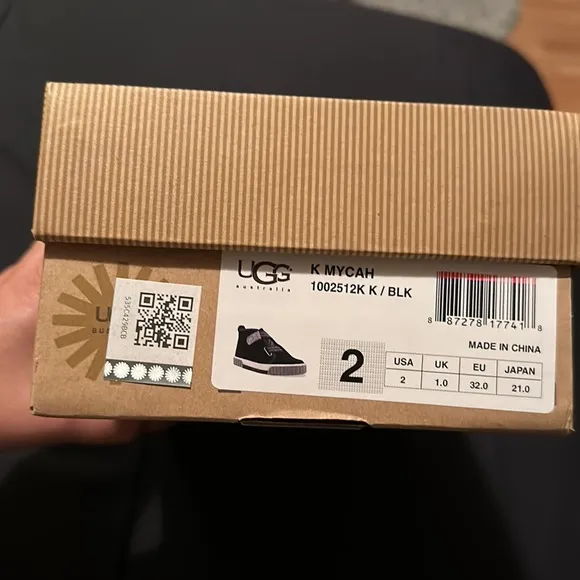 UGG
australia
K MYCAH
1002512K K / BLK
8 87278 17741 8
MADE IN CHINA
2
USA UK EU JAPAN
2 1.0 32.0 21.0
535C429BCB